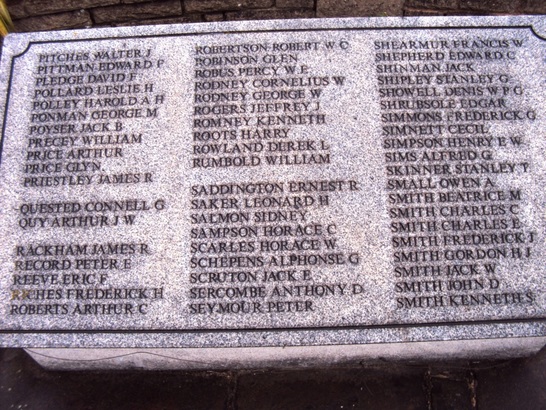 PITCHES WALTER J
PITTMAN EDWARD F
PLEDGE DAVID F
POLLARD LESLIE H
POLLEY HAROLD A H
PONMAN GEORGE M
POYSER JACK B
PRECEY WILLIAM
PRICE ARTHUR
PRICE GLYN
PRIESTLEY JAMES R
QUESTED CONNELL G
QUY ARTHUR J W
RACKHAM JAMES R
RECORD PETER E
REEVE ERIC F
RICHES FREDERICK H
ROBERTS ARTHUR C
ROBERTSON ROBERT W C
ROBINSON GLEN
ROBUS PERCY W E
RODNEY CORNELIUS W
RODNEY GEORGE W
ROGERS JEFFREY J
ROMNEY KENNETH
ROOTS HARRY
ROWLAND DEREK L
RUMBOLD WILLIAM
SADDINGTON ERNEST R
SAKER LEONARD H
SALMON SIDNEY
SAMPSON HORACE C
SCARLES HORACE W
SCHEPENS ALPHONSE G
SCROTON JACK E
SERCOMBE ANTHONY D
SEYMOUR PETER
SHEARMUR FRANCIS W
SHEPHERD EDWARD C
SHINMAN JACK
SHIPLEY STANLEY G
SHOWELL DENIS W P G
SHRUBSOLE EDGAR
SIMMONS FREDERICK G
SIMNETT CECIL
SIMPSON HENRY E W
SIMS ALFRED G
SKINNER STANLEY T
SMALL OWEN A
SMITH BEATRICE M
SMITH CHARLES C
SMITH CHARLES E
SMITH FREDERICK J
SMITH GORDON H J
SMITH JACK W
SMITH JOHN D
SMITH KENNETH S